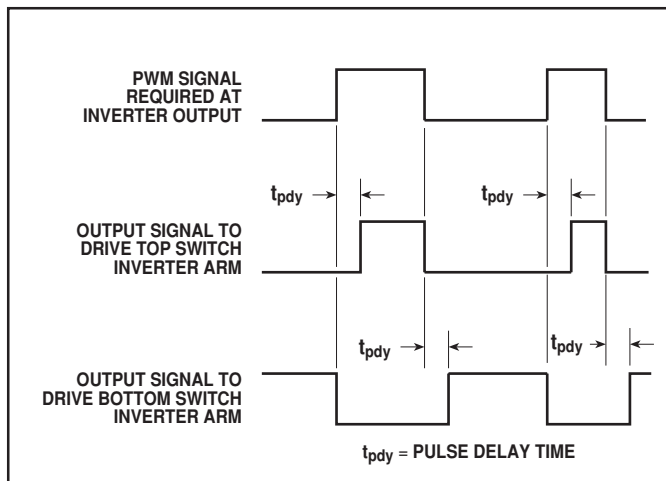 PWM SIGNAL
REQUIRED AT
INVERTER OUTPUT
tpdy
tpdy
OUTPUT SIGNAL TO
DRIVE TOP SWITCH
INVERTER ARM
tpdy
tpdy
OUTPUT SIGNAL TO
DRIVE BOTTOM SWITCH
INVERTER ARM
tpdy = PULSE DELAY TIME